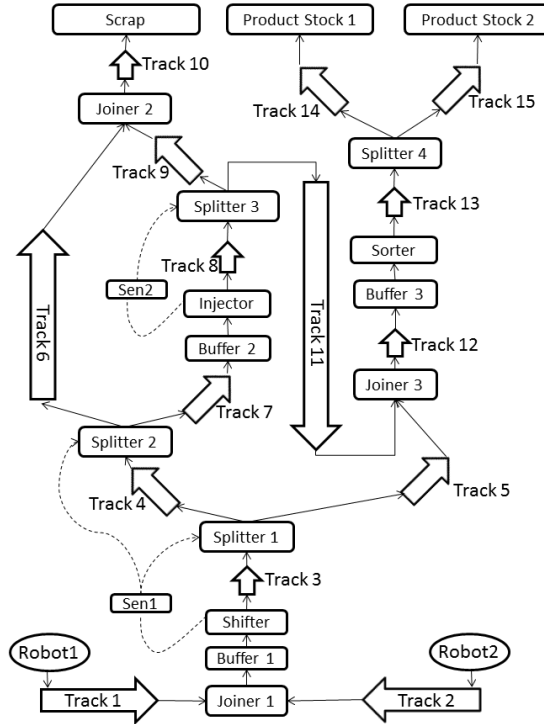 Scrap
Product Stock 1
Product Stock 2
Track 10
Joiner 2
Track 14
Track 15
Track 9
Splitter 4
Splitter 3
Track 13
Track 8
Sorter
Sen2
Injector
Buffer 3
Track 6
Track 11
Buffer 2
Track 12
Joiner 3
Track 7
Splitter 2
Track 4
Track 5
Splitter 1
Track 3
Sen1
Shifter
Robot1
Robot2
Buffer 1
Track 1
Joiner 1
Track 2